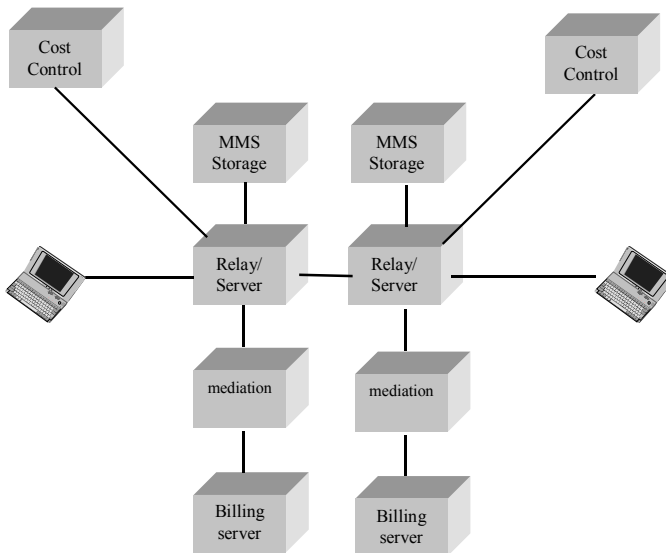 Cost
Control
Cost
Control
MMS
Storage
MMS
Storage
Relay/
Server
Relay/
Server
mediation
mediation
Billing
server
Billing
server